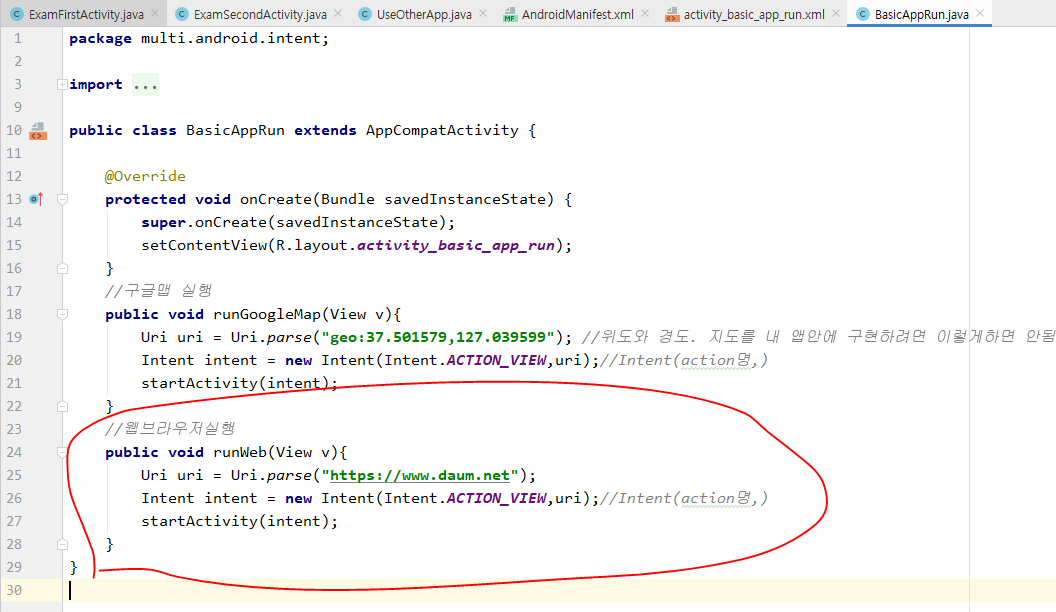 ExamFirstActivity.java ExamSecondActivity.java UseOtherApp.java AndroidManifest.xml activity_basic_app_run.xml BasicAppRun.java
1 package multi.android.intent;
2
3 import ...
9
10 public class BasicAppRun extends AppCompatActivity {
11
12 @Override
13 protected void onCreate(Bundle savedInstanceState) {
14 super.onCreate(savedInstanceState);
15 setContentView(R.layout.activity_basic_app_run);
16 }
17 //구글맵 실행
18 public void runGoogleMap(View v){
19 Uri uri = Uri.parse("geo:37.501579,127.039599"); //위도와 경도. 지도를 내 앱안에 구현하려면 이렇게하면 안됨
20 Intent intent = new Intent(Intent.ACTION_VIEW,uri);//Intent(action명,)
21 startActivity(intent);
22 }
23 //웹브라우저실행
24 public void runWeb(View v){
25 Uri uri = Uri.parse("https://www.daum.net");
26 Intent intent = new Intent(Intent.ACTION_VIEW,uri);//Intent(action명,)
27 startActivity(intent);
28 }
29 }
30